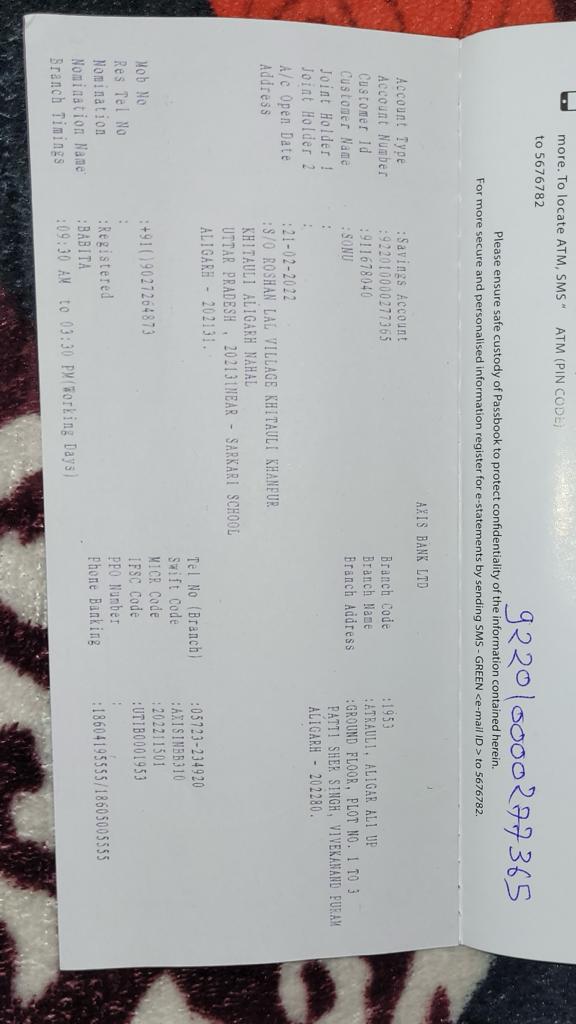 more. To locate ATM, SMS " ATM (PIN CODE)
to 5676782
922010000277365
Please ensure safe custody of Passbook to protect confidentiality of the information contained herein.
For more secure and personalised information register for e-statements by sending SMS - GREEN <e-mail ID > to 5676782.
AXIS BANK LTD
Account Type :Savings Account
Account Number :922010000277365
Customer Id :911678040
Customer Name :SONU
Joint Holder 1 :
Joint Holder 2 :
A/c Open Date :21-02-2022
Address :S/O ROSHAN LAL VILLAGE KHITAULI KHANPUR
KHITAULI ALIGARH NAHAL
UTTAR PRADESH , 202131NEAR - SARKARI SCHOOL
ALIGARH - 202131.
Mob No :+91()9027264873
Res Tel No :
Nomination :Registered
Nomination Name :BABITA
Branch Timings :09:30 AM to 03:30 PM(Working Days)
Branch Code :1953
Branch Name :ATRAULI, ALIGAR ALI UP
Branch Address :GROUND FLOOR, PLOT NO. 1 TO 3
PATTI SHER SINGH, VIVEKANAND PURAM
ALIGARH - 202280.
Tel No (Branch) :05723-234920
Swift Code :AXISINBB310
MICR Code :202211501
IFSC Code :UTIB0001953
PPO Number :
Phone Banking :18604195555/18605005555